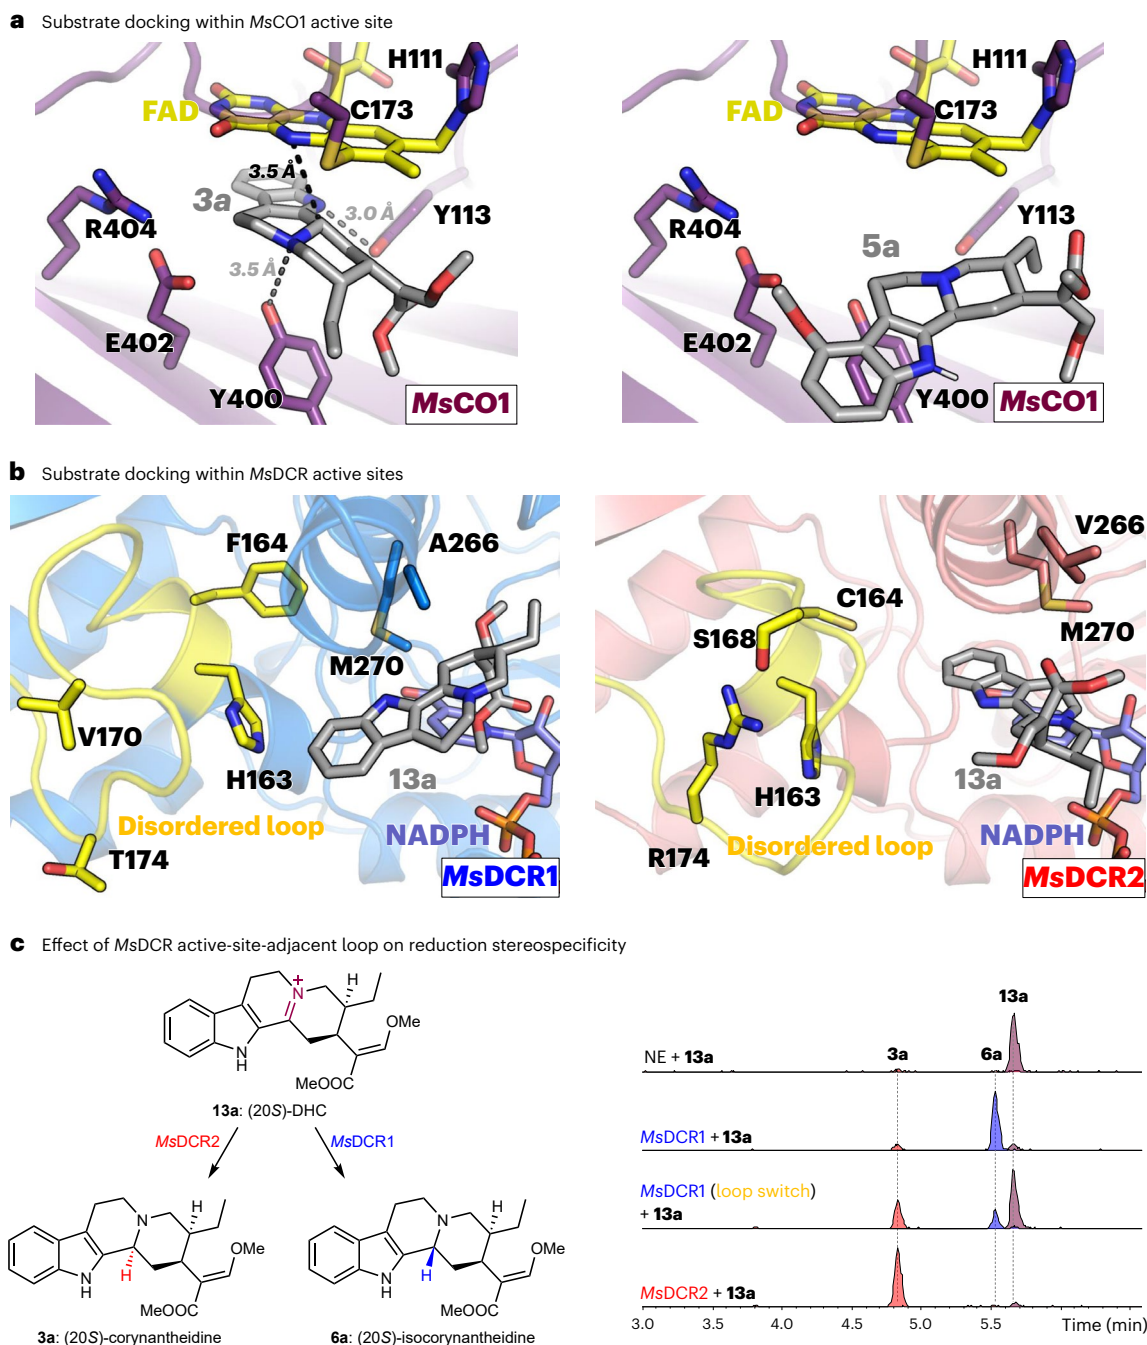 a Substrate docking within MsCO1 active site
H111
FAD
C173
3.5 Å
3a
3.0 Å
R404
Y113
3.5 Å
E402
Y400
MsCO1
H111
FAD
C173
Y113
R404
5a
E402
Y400
MsCO1
b Substrate docking within MsDCR active sites
F164
A266
M270
V170
H163
13a
Disordered loop
NADPH
T174
MsDCR1
V266
C164
S168
M270
H163
13a
R174
Disordered loop
NADPH
MsDCR2
c Effect of MsDCR active-site-adjacent loop on reduction stereospecificity
+
N
H
OMe
N
H
MeOOC
13a: (20S)-DHC
MsDCR2
MsDCR1
N
H
OMe
N
H
H
MeOOC
3a: (20S)-corynantheidine
N
H
OMe
N
H
H
MeOOC
6a: (20S)-isocorynantheidine
13a
3a
6a
NE + 13a
MsDCR1 + 13a
MsDCR1 (loop switch)
+ 13a
MsDCR2 + 13a
3.0 3.5 4.0 4.5 5.0 5.5 Time (min)